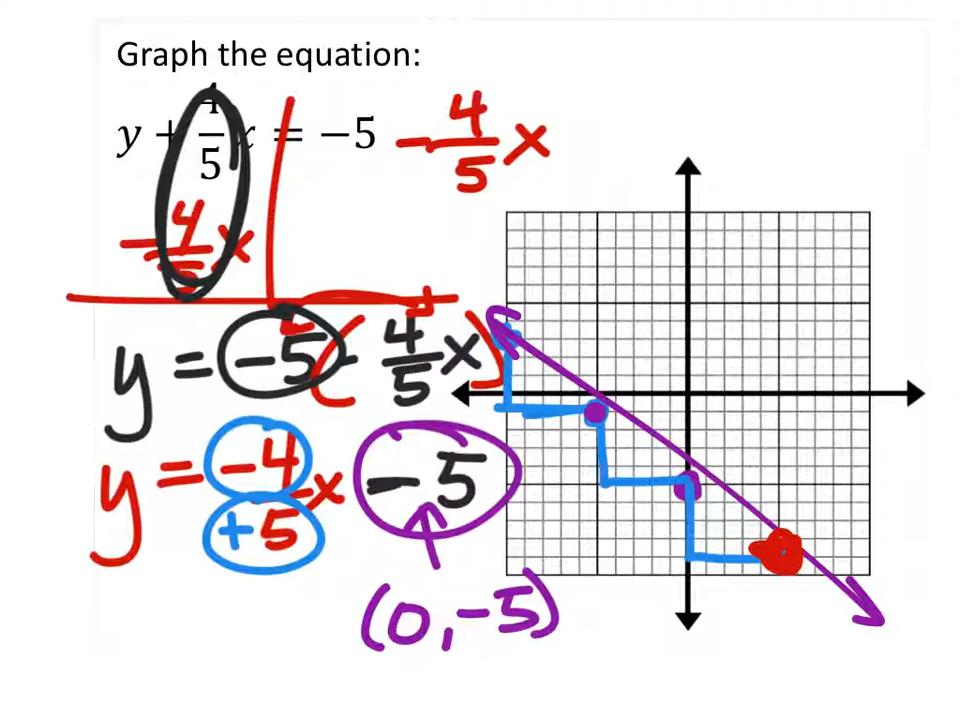 Graph the equation:
y + 4/5 x = −5 − 4/5 x
− 4/5 x
y = −5 (− 4/5 x)
y = −4/+5 x − 5
(0, −5)